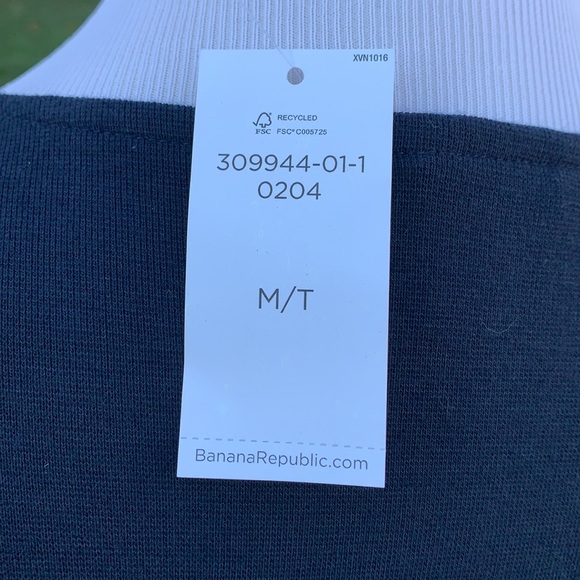 XVN1016
RECYCLED
FSC FSC® C005725
309944-01-1
0204
M/T
BananaRepublic.com